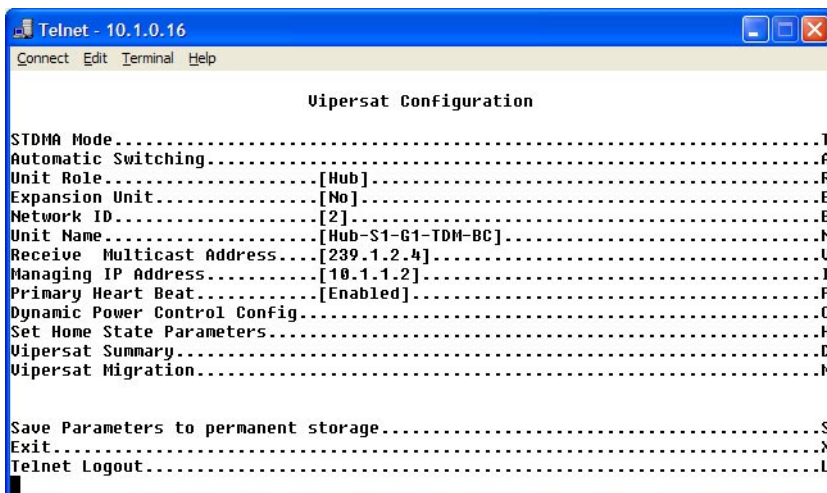 Telnet - 10.1.0.16
Connect Edit Terminal Help
Vipersat Configuration
STDMA Mode..................................................................T
Automatic Switching.........................................................A
Unit Role.....................[Hub].........................................R
Expansion Unit................[No]..........................................E
Network ID....................[2]...........................................B
Unit Name.....................[Hub-S1-G1-TDM-BC]............................N
Receive  Multicast Address....[239.1.2.4]...................................V
Managing IP Address...........[10.1.1.2]....................................I
Primary Heart Beat............[Enabled].....................................P
Dynamic Power Control Config................................................C
Set Home State Parameters...................................................H
Vipersat Summary............................................................D
Vipersat Migration..........................................................M
Save Parameters to permanent storage........................................S
Exit........................................................................X
Telnet Logout...............................................................L